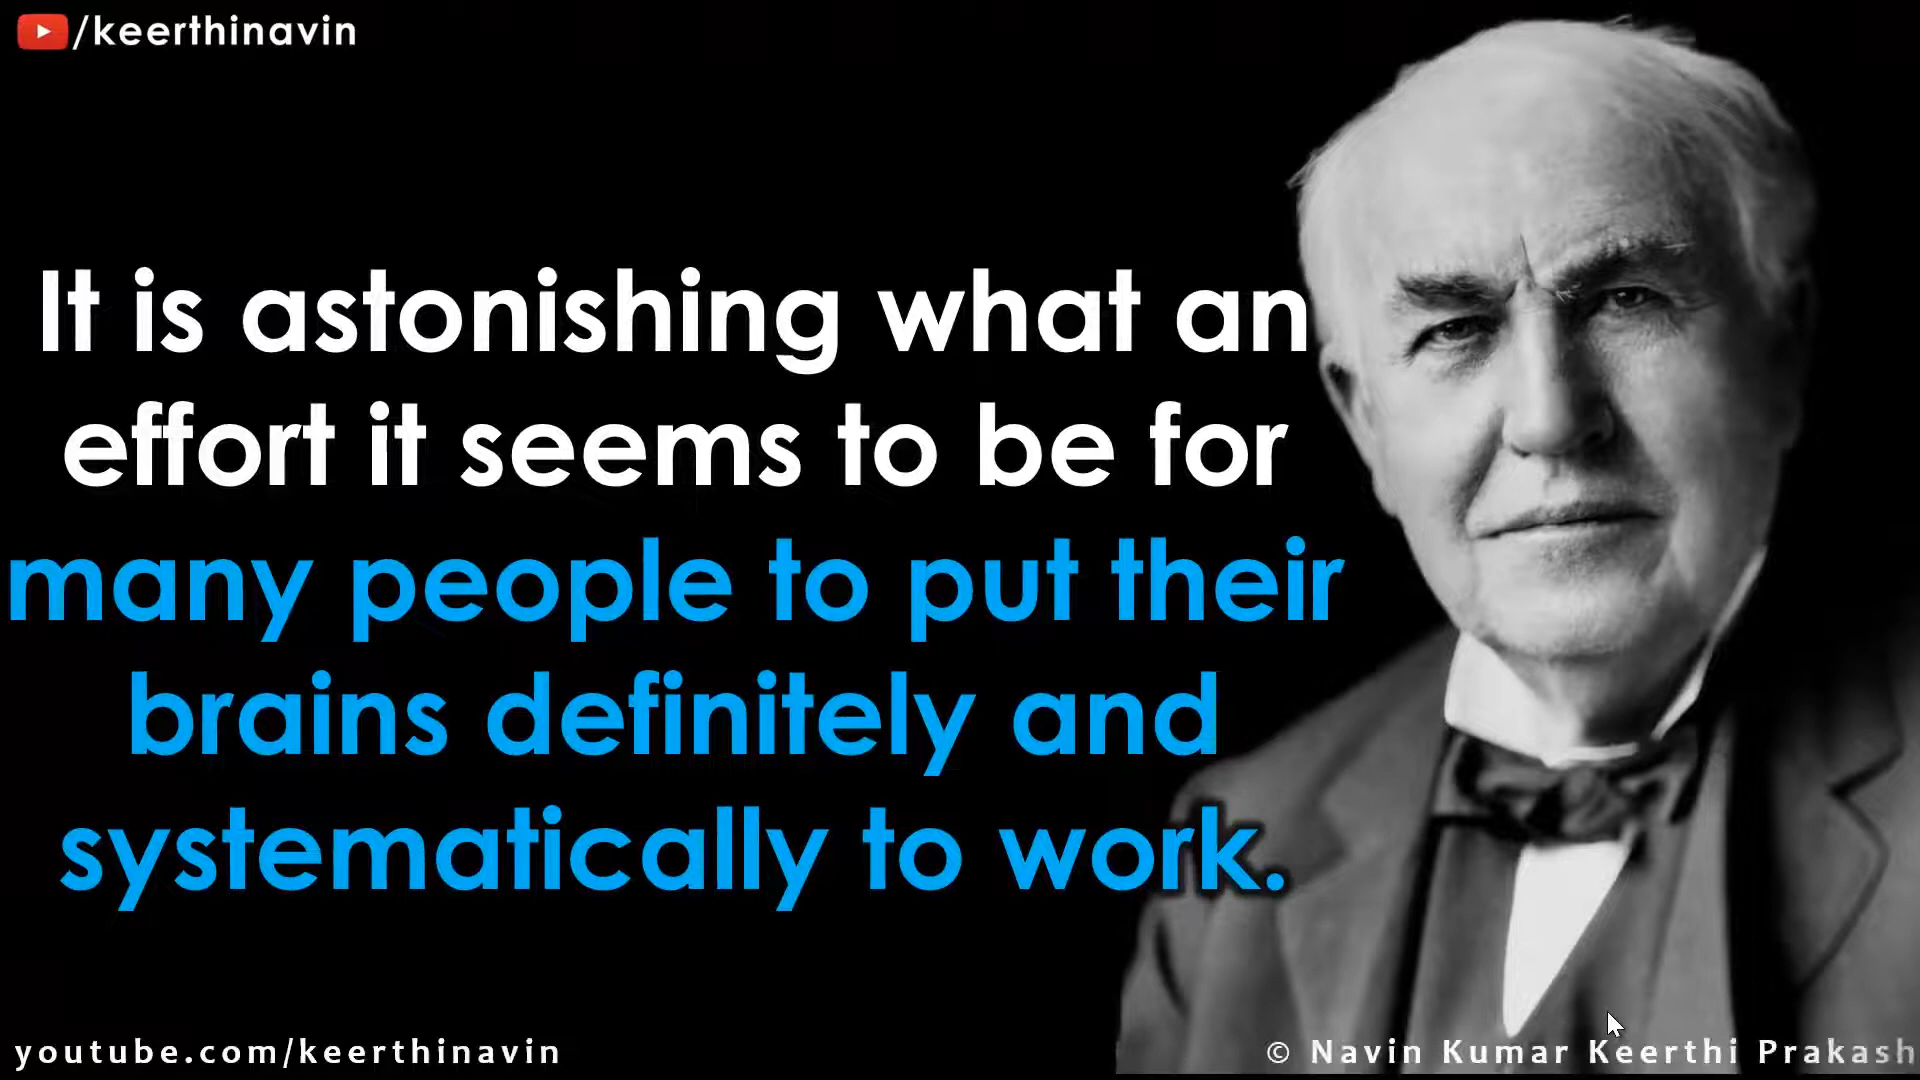 /keerthinavin
It is astonishing what an
effort it seems to be for
many people to put their
brains definitely and
systematically to work.
youtube.com/keerthinavin
© Navin Kumar Keerthi Prakash